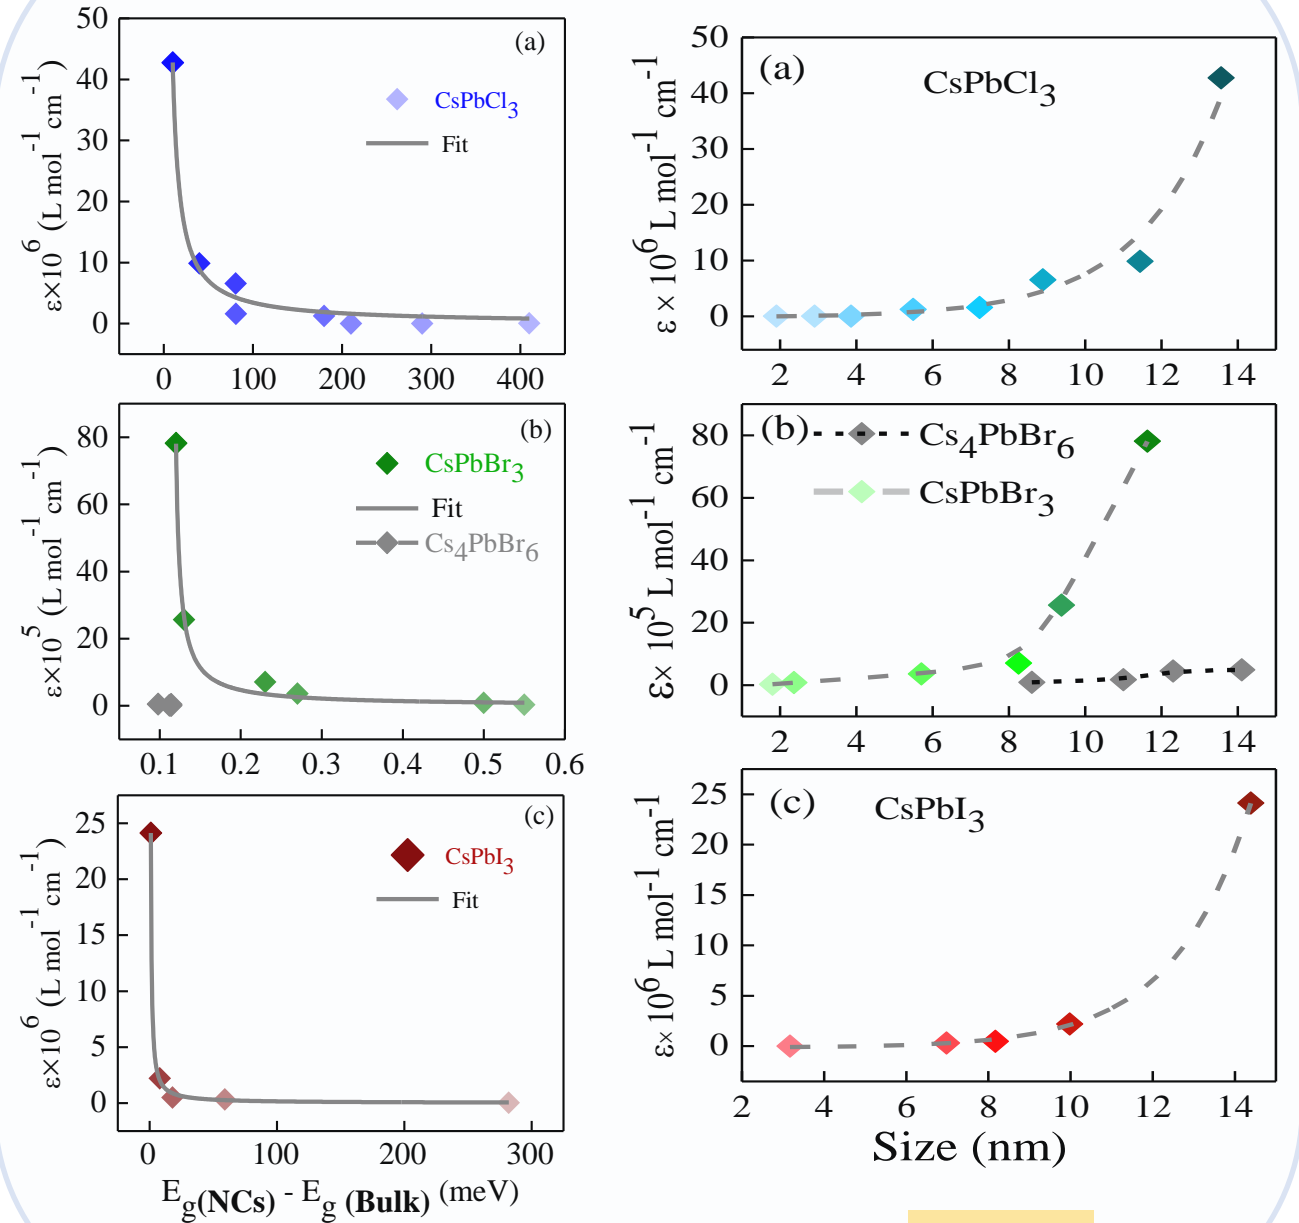 (a)
CsPbCl3
Fit
50
40
30
20
10
0
ε×10^6 (L mol^-1 cm^-1)
0 100 200 300 400
(b)
CsPbBr3
Fit
Cs4PbBr6
80
60
40
20
0
ε×10^5 (L mol^-1 cm^-1)
0.1 0.2 0.3 0.4 0.5 0.6
(c)
CsPbI3
Fit
25
20
15
10
5
0
ε×10^6 (L mol^-1 cm^-1)
0 100 200 300
Eg(NCs) - Eg (Bulk) (meV)
(a) CsPbCl3
50
40
30
20
10
0
ε× 10^6 L mol^-1 cm^-1
2 4 6 8 10 12 14
(b) Cs4PbBr6
CsPbBr3
80
60
40
20
0
ε× 10^5 L mol^-1 cm^-1
2 4 6 8 10 12 14
(c) CsPbI3
25
20
15
10
5
0
ε× 10^6 L mol^-1 cm^-1
2 4 6 8 10 12 14
Size (nm)